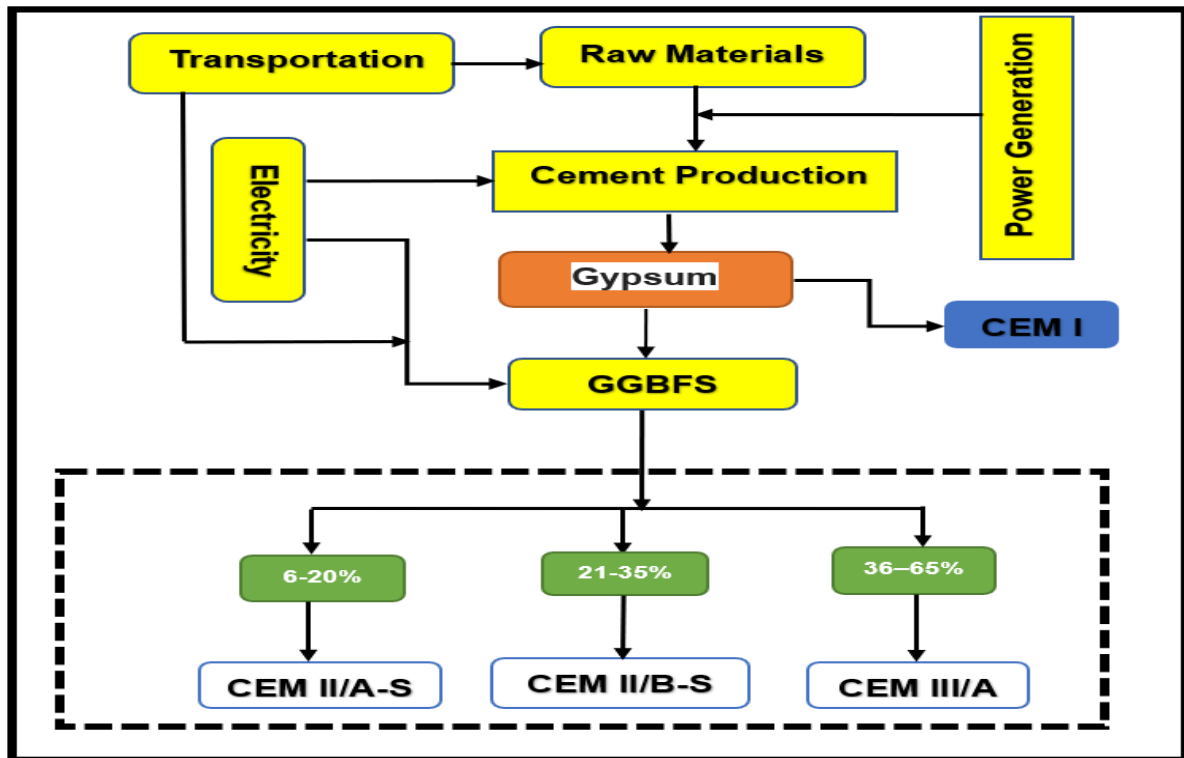 Transportation
Raw Materials
Power Generation
Electricity
Cement Production
Gypsum
CEM I
GGBFS
6-20%
21-35%
36–65%
CEM II/A-S
CEM II/B-S
CEM III/A